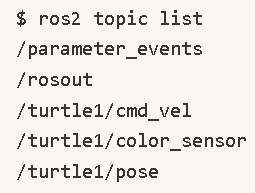 $ ros2 topic list
/parameter_events
/rosout
/turtle1/cmd_vel
/turtle1/color_sensor
/turtle1/pose